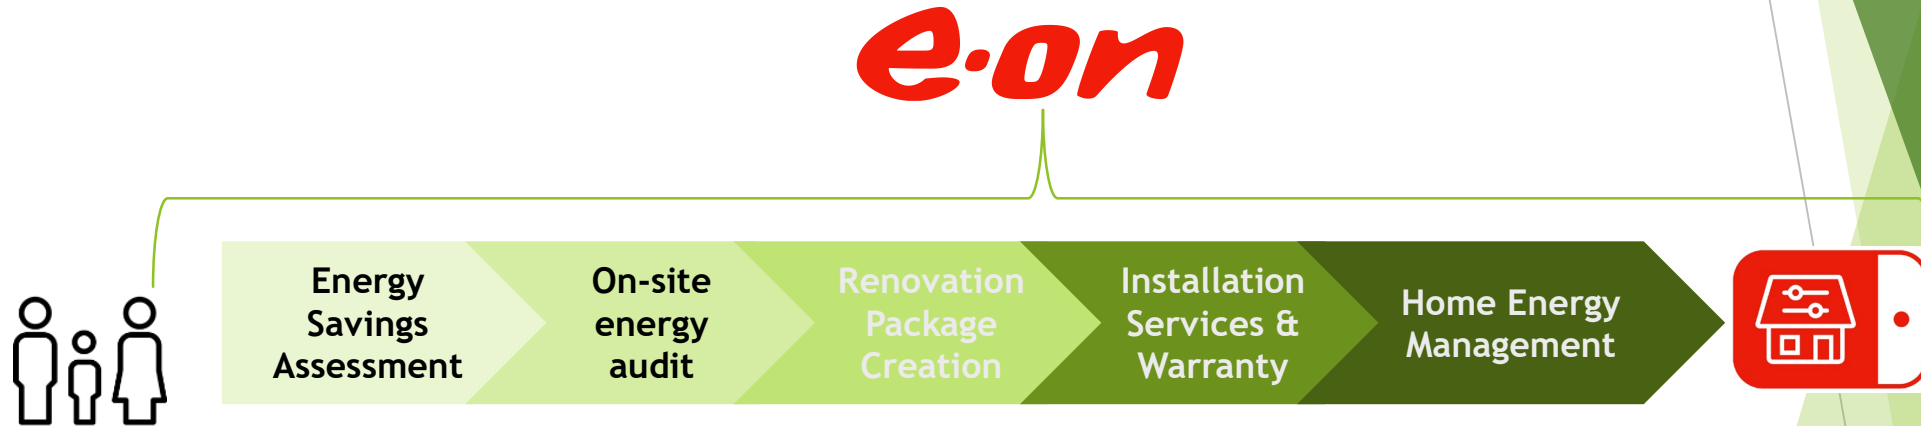 e·on
Energy
Savings
Assessment
On-site
energy
audit
Renovation
Package
Creation
Installation
Services &
Warranty
Home Energy
Management